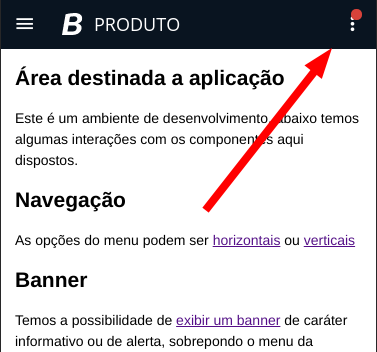 B PRODUTO
Área destinada a aplicação
Este é um ambiente de desenvolvimento, abaixo temos
algumas interações com os componentes aqui
dispostos.
Navegação
As opções do menu podem ser horizontais ou verticais
Banner
Temos a possibilidade de exibir um banner de caráter
informativo ou de alerta, sobrepondo o menu da